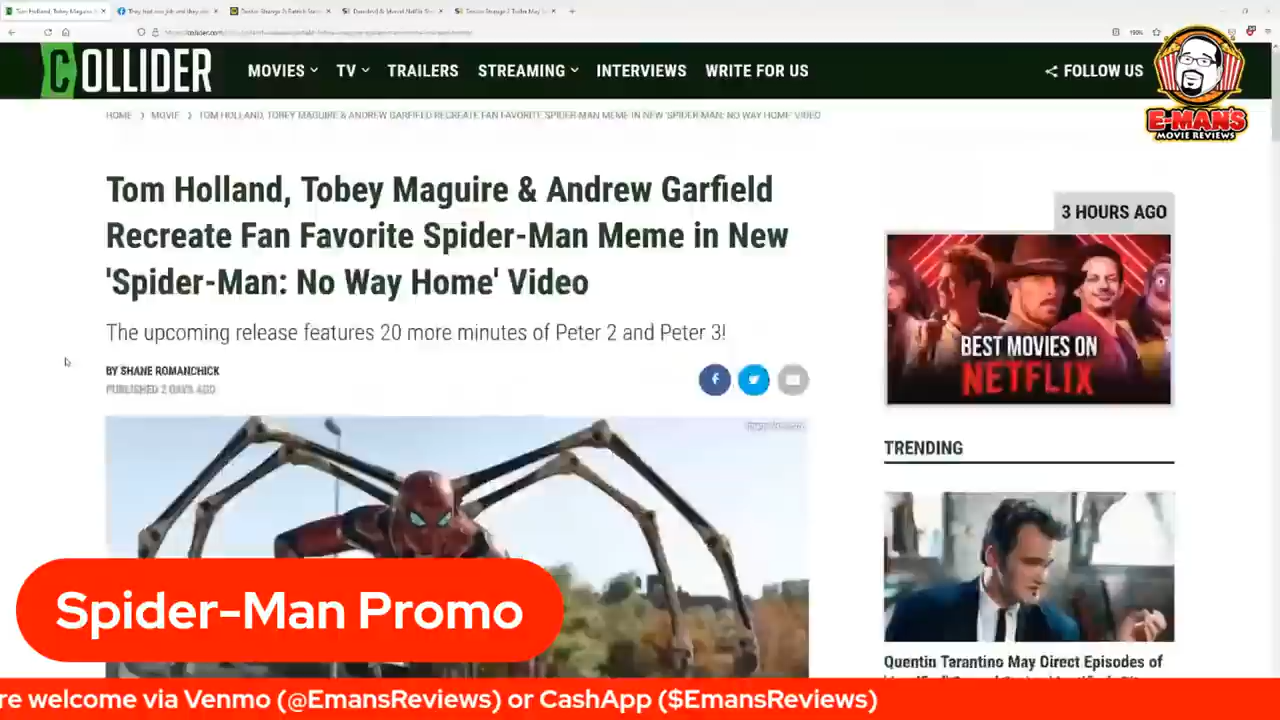 Tom Holland, Tobey Maguire &
COLLIDER
MOVIES
TV
TRAILERS
STREAMING
INTERVIEWS
WRITE FOR US
FOLLOW US
E-MAN'S
MOVIE REVIEWS
HOME > MOVIE > TOM HOLLAND, TOBEY MAGUIRE & ANDREW GARFIELD RECREATE FAN FAVORITE SPIDER-MAN MEME IN NEW 'SPIDER-MAN: NO WAY HOME' VIDEO
Tom Holland, Tobey Maguire & Andrew Garfield
Recreate Fan Favorite Spider-Man Meme in New
'Spider-Man: No Way Home' Video
The upcoming release features 20 more minutes of Peter 2 and Peter 3!
BY SHANE ROMANCHICK
PUBLISHED 2 DAYS AGO
3 HOURS AGO
BEST MOVIES ON
NETFLIX
TRENDING
Quentin Tarantino May Direct Episodes of
Spider-Man Promo
re welcome via Venmo (@EmansReviews) or CashApp ($EmansReviews)